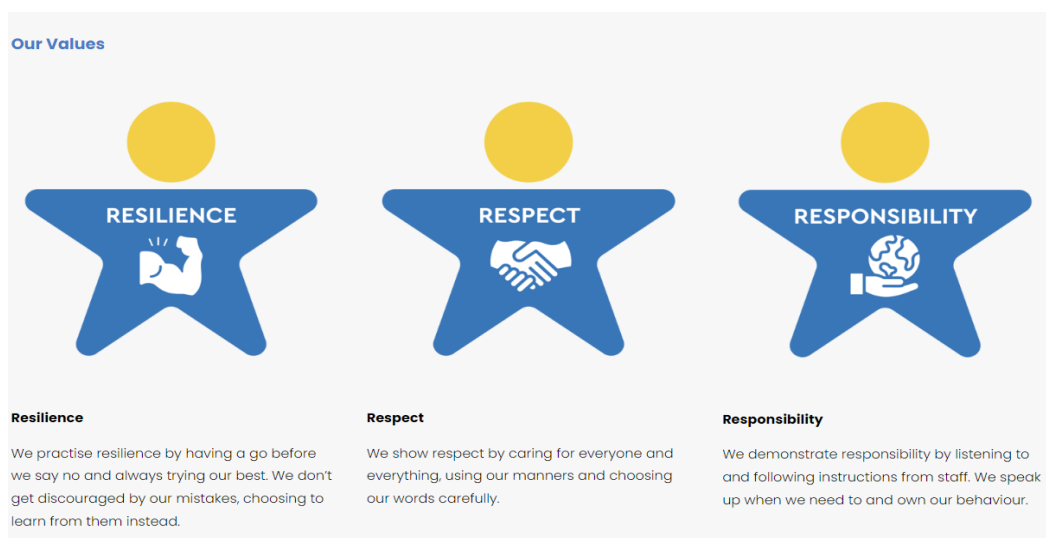 Our Values
RESILIENCE
RESPECT
RESPONSIBILITY
Resilience
We practise resilience by having a go before
we say no and always trying our best. We don’t
get discouraged by our mistakes, choosing to
learn from them instead.
Respect
We show respect by caring for everyone and
everything, using our manners and choosing
our words carefully.
Responsibility
We demonstrate responsibility by listening to
and following instructions from staff. We speak
up when we need to and own our behaviour.